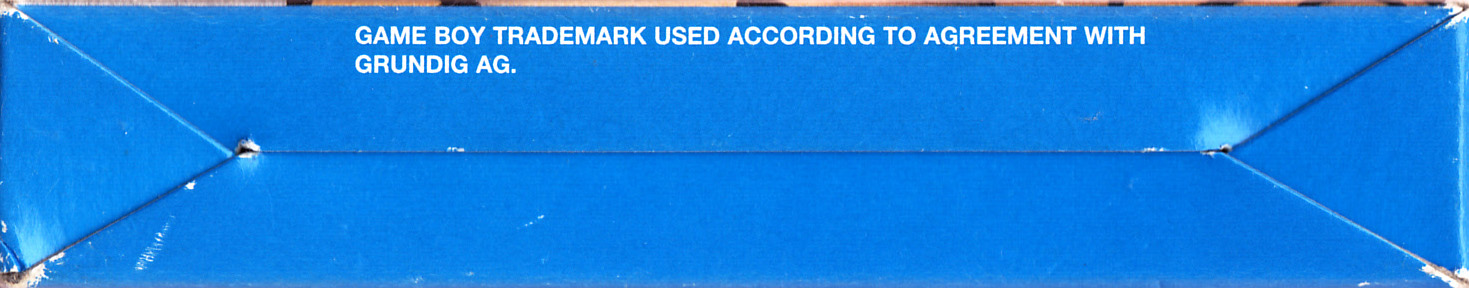 GAME BOY TRADEMARK USED ACCORDING TO AGREEMENT WITH
GRUNDIG AG.